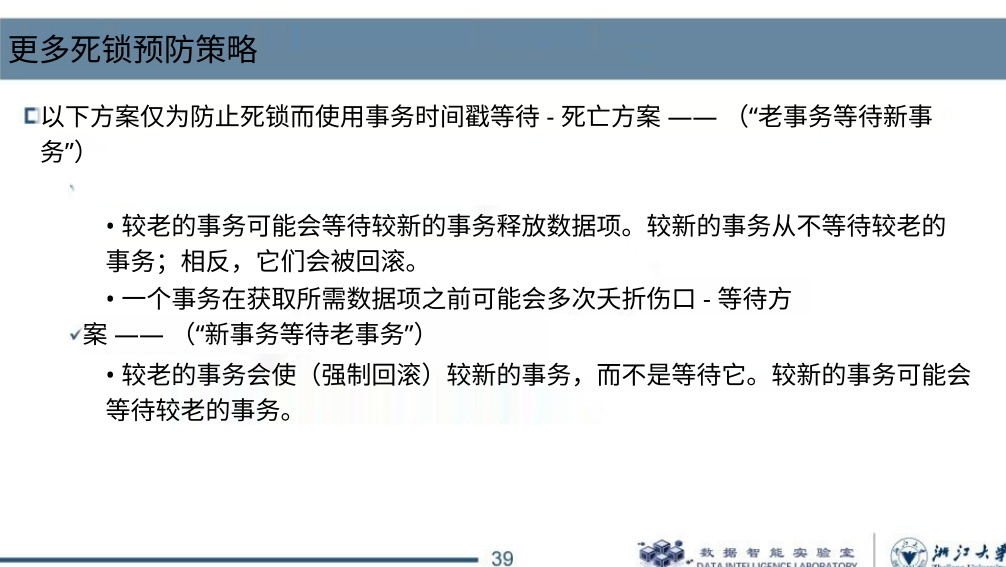 更多死锁预防策略
以下方案仅为防止死锁而使用事务时间戳等待 - 死亡方案 —— （“老事务等待新事
务”）
• 较老的事务可能会等待较新的事务释放数据项。较新的事务从不等待较老的
事务；相反，它们会被回滚。
• 一个事务在获取所需数据项之前可能会多次夭折伤口 - 等待方
✓案 —— （“新事务等待老事务”）
• 较老的事务会使（强制回滚）较新的事务，而不是等待它。较新的事务可能会
等待较老的事务。
39
数据智能实验室
DATA INTELLIGENCE LABORATORY
浙江大学